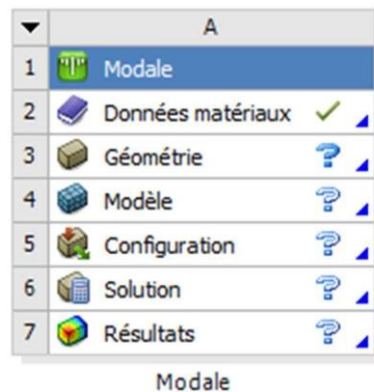 A
1 Modale
2 Données matériaux
3 Géométrie ?
4 Modèle ?
5 Configuration ?
6 Solution ?
7 Résultats ?
Modale